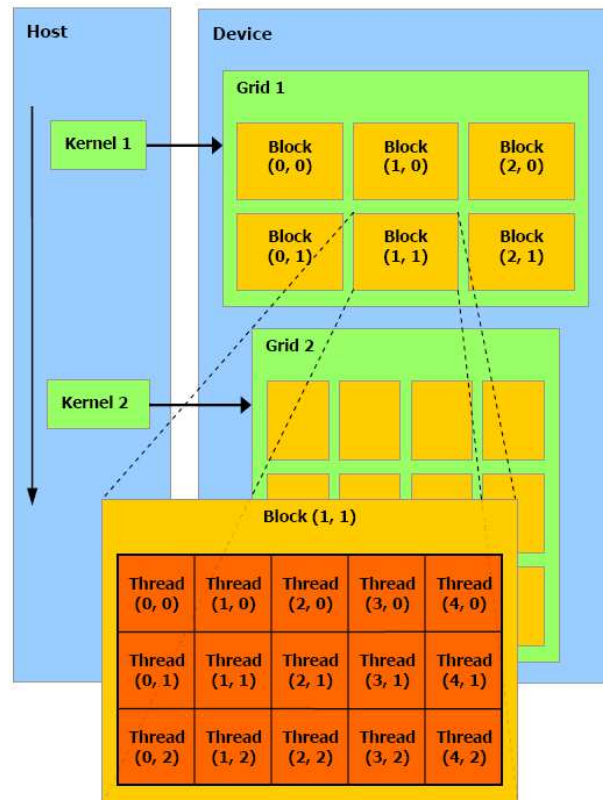 Host
Device
Grid 1
Kernel 1
Block
(0, 0)
Block
(1, 0)
Block
(2, 0)
Block
(0, 1)
Block
(1, 1)
Block
(2, 1)
Grid 2
Kernel 2
Block (1, 1)
Thread
(0, 0)
Thread
(1, 0)
Thread
(2, 0)
Thread
(3, 0)
Thread
(4, 0)
Thread
(0, 1)
Thread
(1, 1)
Thread
(2, 1)
Thread
(3, 1)
Thread
(4, 1)
Thread
(0, 2)
Thread
(1, 2)
Thread
(2, 2)
Thread
(3, 2)
Thread
(4, 2)